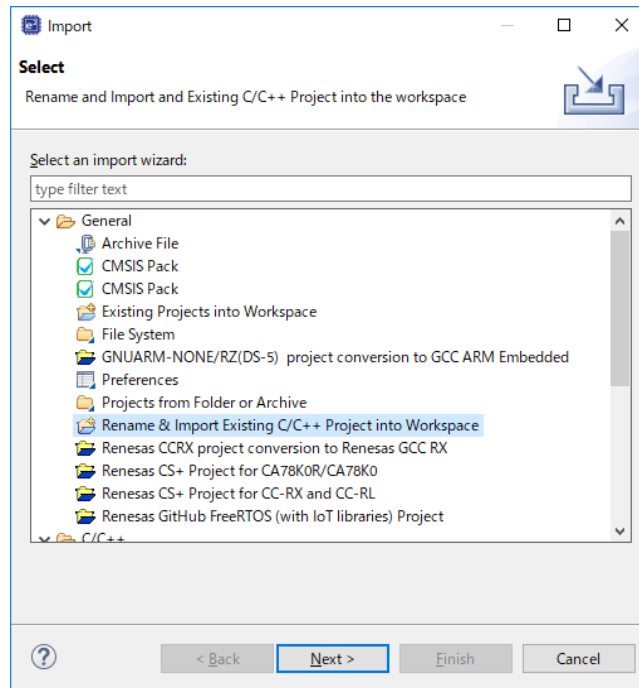 Import
Select
Rename and Import and Existing C/C++ Project into the workspace
Select an import wizard:
type filter text
General
Archive File
CMSIS Pack
CMSIS Pack
Existing Projects into Workspace
File System
GNUARM-NONE/RZ(DS-5)  project conversion to GCC ARM Embedded
Preferences
Projects from Folder or Archive
Rename & Import Existing C/C++ Project into Workspace
Renesas CCRX project conversion to Renesas GCC RX
Renesas CS+ Project for CA78K0R/CA78K0
Renesas CS+ Project for CC-RX and CC-RL
Renesas GitHub FreeRTOS (with IoT libraries) Project
C/C++
? < Back Next > Finish Cancel